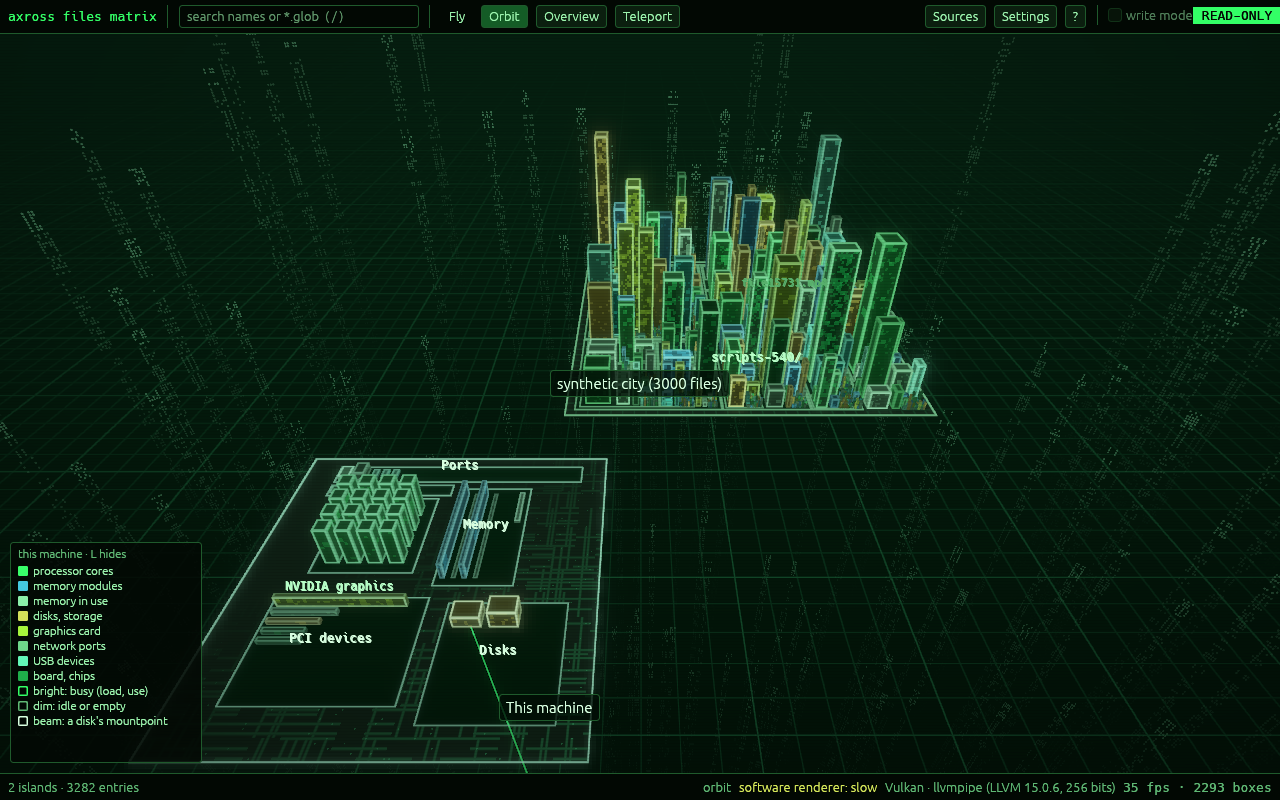 axross files matrix
search names or *.glob (/)
Fly
Orbit
Overview
Teleport
Sources
Settings
?
write mode
READ-ONLY
scripts-540/
synthetic city (3000 files)
Ports
Memory
NVIDIA graphics
PCI devices
Disks
This machine
this machine · L hides
processor cores
memory modules
memory in use
disks, storage
graphics card
network ports
USB devices
board, chips
bright: busy (load, use)
dim: idle or empty
beam: a disk's mountpoint
2 islands · 3282 entries
orbit
software renderer: slow
Vulkan · llvmpipe (LLVM 15.0.6, 256 bits)
35 fps · 2293 boxes